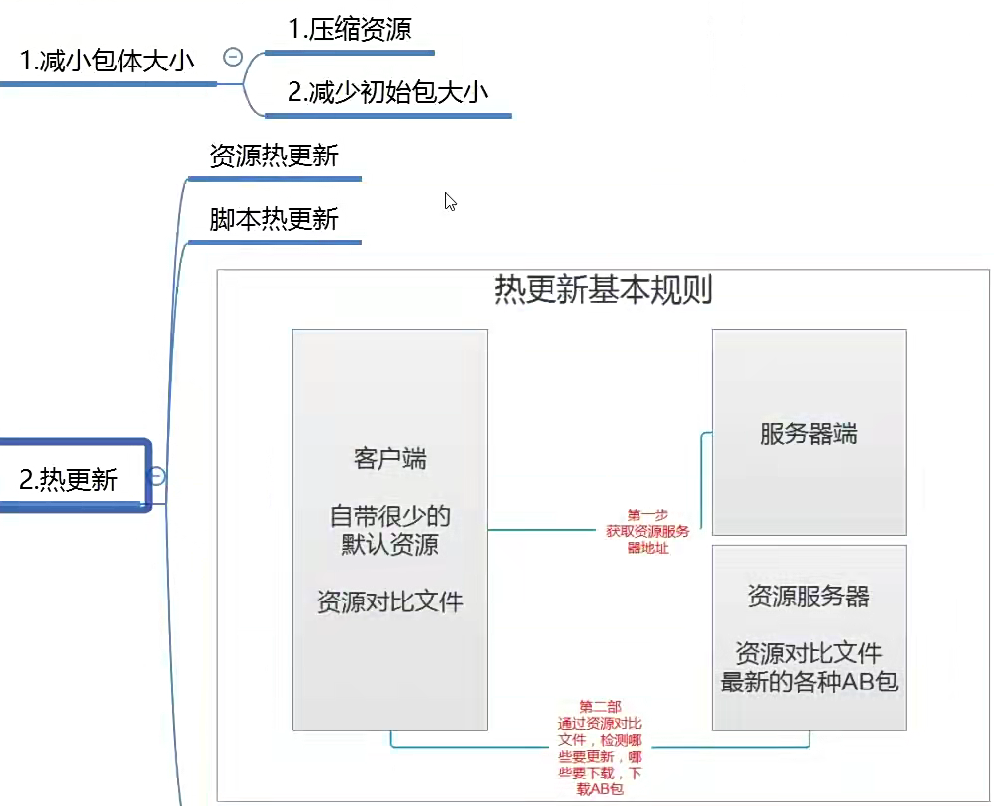 1.减小包体大小
1.压缩资源
2.减少初始包大小
2.热更新
资源热更新
脚本热更新
热更新基本规则
客户端
自带很少的
默认资源
资源对比文件
第一步
获取资源服务
器地址
服务器端
资源服务器
资源对比文件
最新的各种AB包
第二部
通过资源对比
文件，检测哪
些要更新，哪
些要下载，下
载AB包